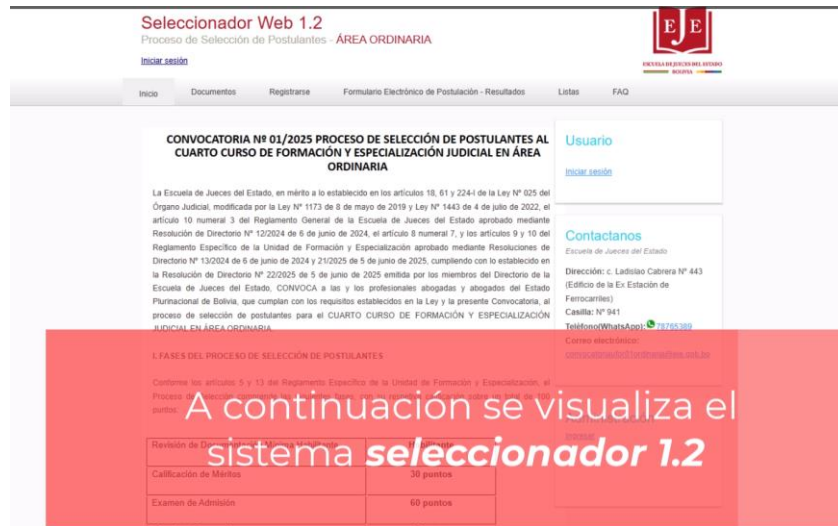 Seleccionador Web 1.2
Proceso de Selección de Postulantes - ÁREA ORDINARIA
Iniciar sesión
EJE
ESCUELA DE JUECES DEL ESTADO
BOLIVIA
Inicio Documentos Registrarse Formulario Electrónico de Postulación - Resultados Listas FAQ
CONVOCATORIA Nº 01/2025 PROCESO DE SELECCIÓN DE POSTULANTES AL
CUARTO CURSO DE FORMACIÓN Y ESPECIALIZACIÓN JUDICIAL EN ÁREA
ORDINARIA
La Escuela de Jueces del Estado, en mérito a lo establecido en los artículos 18, 61 y 224-I de la Ley Nº 025 del
Órgano Judicial, modificada por la Ley Nº 1173 de 8 de mayo de 2019 y Ley Nº 1443 de 4 de julio de 2022, el
artículo 10 numeral 3 del Reglamento General de la Escuela de Jueces del Estado aprobado mediante
Resolución de Directorio Nº 12/2024 de 6 de junio de 2024, el artículo 8 numeral 7, y los artículos 9 y 10 del
Reglamento Específico de la Unidad de Formación y Especialización aprobado mediante Resoluciones de
Directorio Nº 13/2024 de 6 de junio de 2024 y 21/2025 de 5 de junio de 2025, cumpliendo con lo establecido en
la Resolución de Directorio Nº 22/2025 de 5 de junio de 2025 emitida por los miembros del Directorio de la
Escuela de Jueces del Estado, CONVOCA a las y los profesionales abogadas y abogados del Estado
Plurinacional de Bolivia, que cumplan con los requisitos establecidos en la Ley y la presente Convocatoria, al
proceso de selección de postulantes para el CUARTO CURSO DE FORMACIÓN Y ESPECIALIZACIÓN
JUDICIAL EN ÁREA ORDINARIA.
I. FASES DEL PROCESO DE SELECCIÓN DE POSTULANTES
Conforme los artículos 5 y 13 del Reglamento Específico de la Unidad de Formación y Especialización, el
Proceso de Selección
puntos:
Revisión de Documentación Mínima Habilitante Habilitante
Calificación de Méritos 30 puntos
Examen de Admisión 60 puntos
Usuario
Iniciar sesión
Contactanos
Escuela de Jueces del Estado
Dirección: c. Ladislao Cabrera Nº 443
(Edificio de la Ex Estación de
Ferrocarriles)
Casilla: Nº 941
Teléfono(WhatsApp): 78765389
Correo electrónico:
Administración
A continuación se visualiza el
sistema seleccionador 1.2